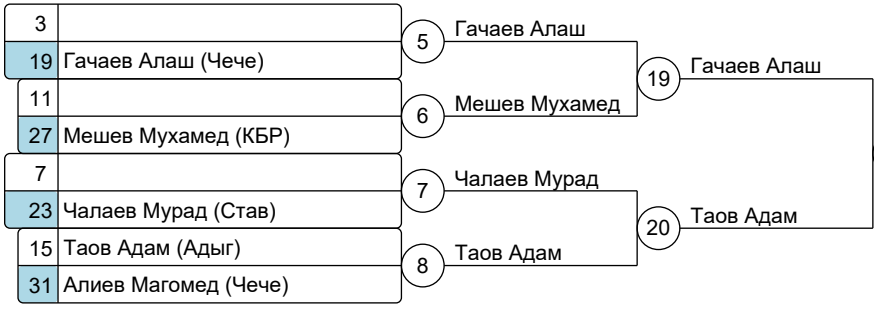 3
19 Гачаев Алаш (Чече)
11
27 Мешев Мухамед (КБР)
7
23 Чалаев Мурад (Став)
15 Таов Адам (Адыг)
31 Алиев Магомед (Чече)
5 Гачаев Алаш
6 Мешев Мухамед
7 Чалаев Мурад
8 Таов Адам
19 Гачаев Алаш
20 Таов Адам